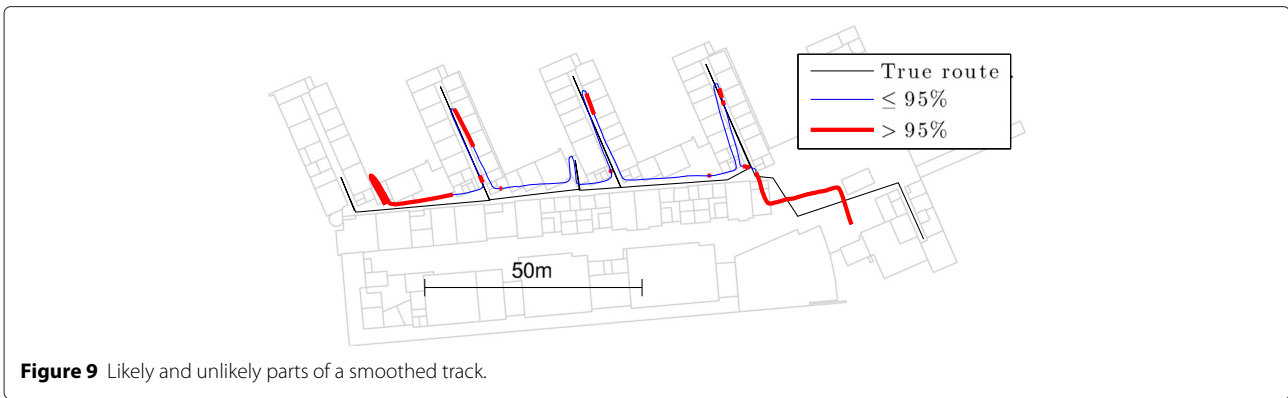 True route
≤ 95%
> 95%
50m
Figure 9 Likely and unlikely parts of a smoothed track.